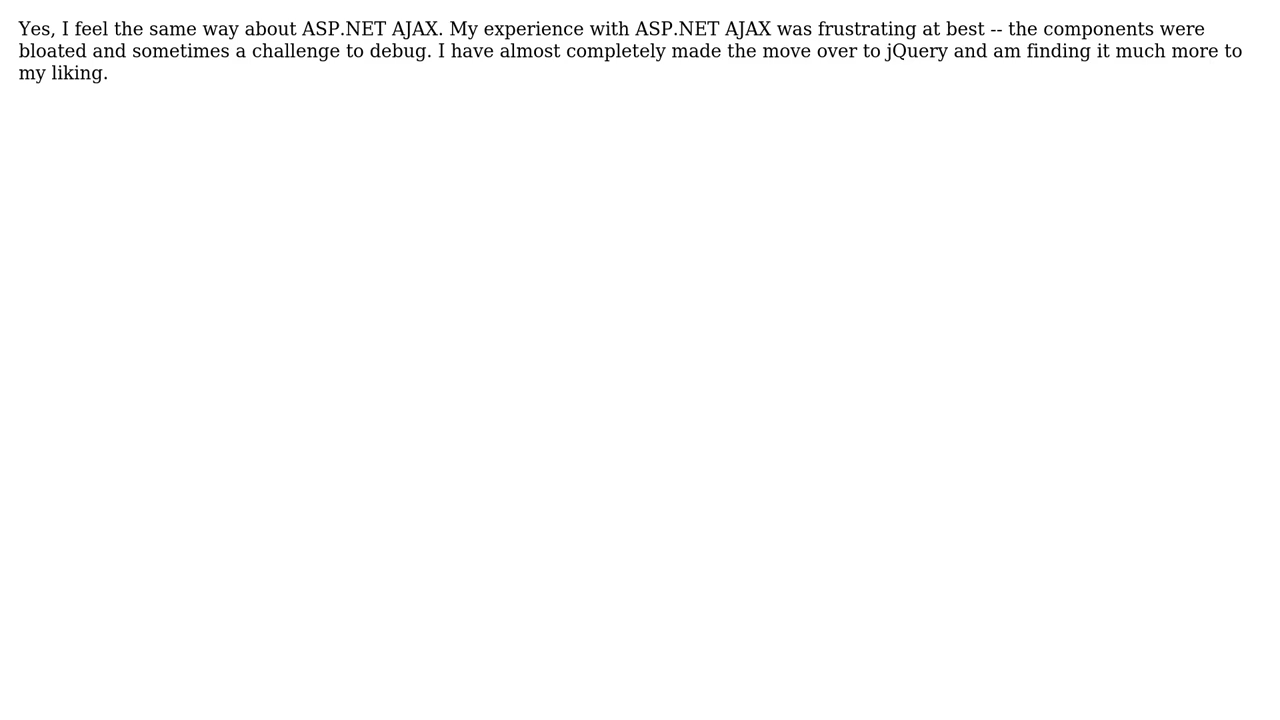 Yes, I feel the same way about ASP.NET AJAX. My experience with ASP.NET AJAX was frustrating at best -- the components were
bloated and sometimes a challenge to debug. I have almost completely made the move over to jQuery and am finding it much more to
my liking.